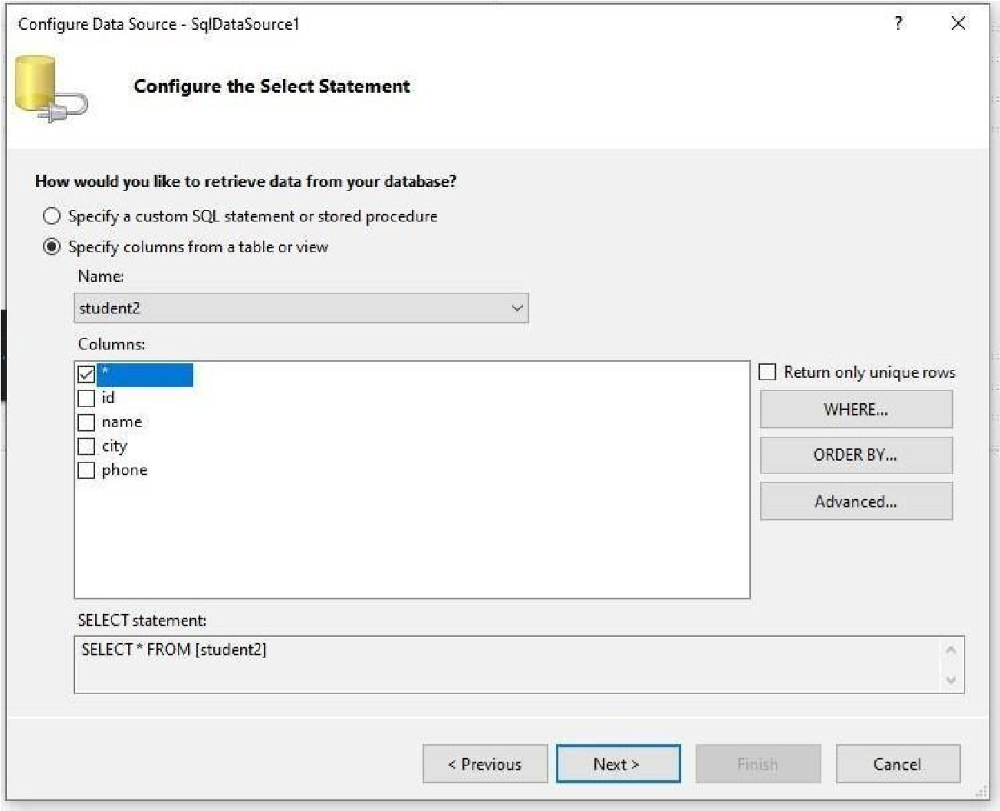 Configure Data Source - SqlDataSource1
?
Configure the Select Statement
How would you like to retrieve data from your database?
Specify a custom SQL statement or stored procedure
Specify columns from a table or view
Name:
student2
Columns:
*
id
name
city
phone
Return only unique rows
WHERE...
ORDER BY...
Advanced...
SELECT statement:
SELECT * FROM [student2]
< Previous
Next >
Finish
Cancel